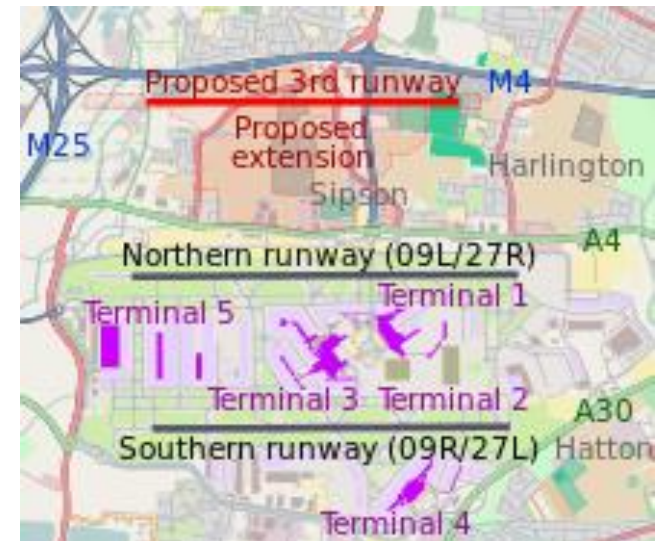 Proposed 3rd runway
M4
Proposed
extension
M25
Harlington
Sipson
A4
Northern runway (09L/27R)
Terminal 1
Terminal 5
Terminal 3
Terminal 2
A30
Southern runway (09R/27L)
Hatton
Terminal 4